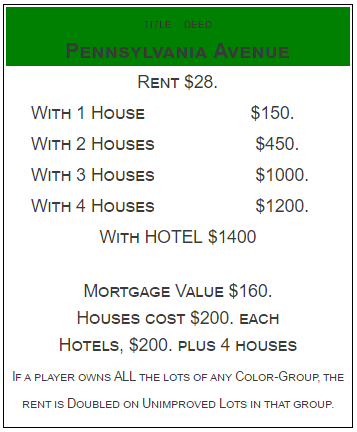 TITLE DEED
PENNSYLVANIA AVENUE
RENT $28.
WITH 1 HOUSE $150.
WITH 2 HOUSES $450.
WITH 3 HOUSES $1000.
WITH 4 HOUSES $1200.
WITH HOTEL $1400
MORTGAGE VALUE $160.
HOUSES COST $200. EACH
HOTELS, $200. PLUS 4 HOUSES
IF A PLAYER OWNS ALL THE LOTS OF ANY COLOR-GROUP, THE
RENT IS DOUBLED ON UNIMPROVED LOTS IN THAT GROUP.